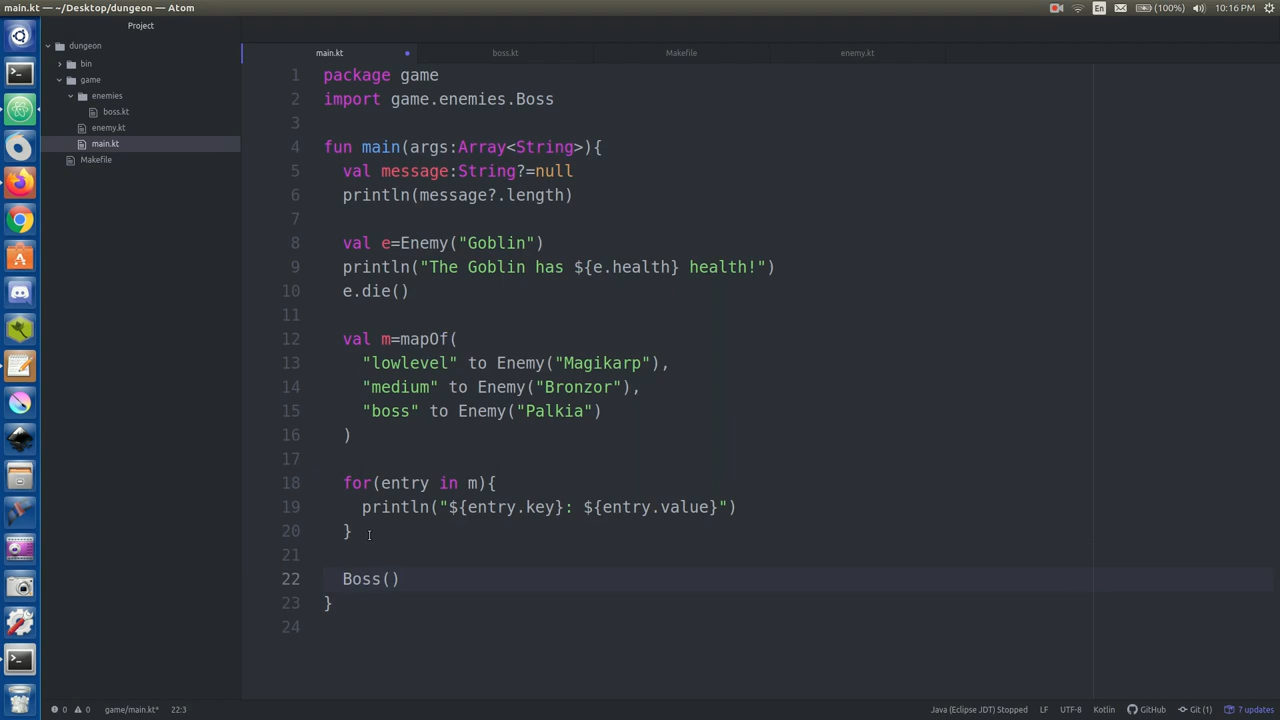 main.kt — ~/Desktop/dungeon — Atom
En
(100%)
10:16 PM
Project
main.kt
boss.kt
Makefile
enemy.kt
dungeon
bin
game
enemies
boss.kt
enemy.kt
main.kt
Makefile
1 package game
2 import game.enemies.Boss
3
4 fun main(args:Array<String>){
5 val message:String?=null
6 println(message?.length)
7
8 val e=Enemy("Goblin")
9 println("The Goblin has ${e.health} health!")
10 e.die()
11
12 val m=mapOf(
13 "lowlevel" to Enemy("Magikarp"),
14 "medium" to Enemy("Bronzor"),
15 "boss" to Enemy("Palkia")
16 )
17
18 for(entry in m){
19 println("${entry.key}: ${entry.value}")
20 }
21
22 Boss()
23 }
24
0 0 game/main.kt* 22:3
Java (Eclipse JDT) Stopped LF UTF-8 Kotlin GitHub Git (1) 7 updates